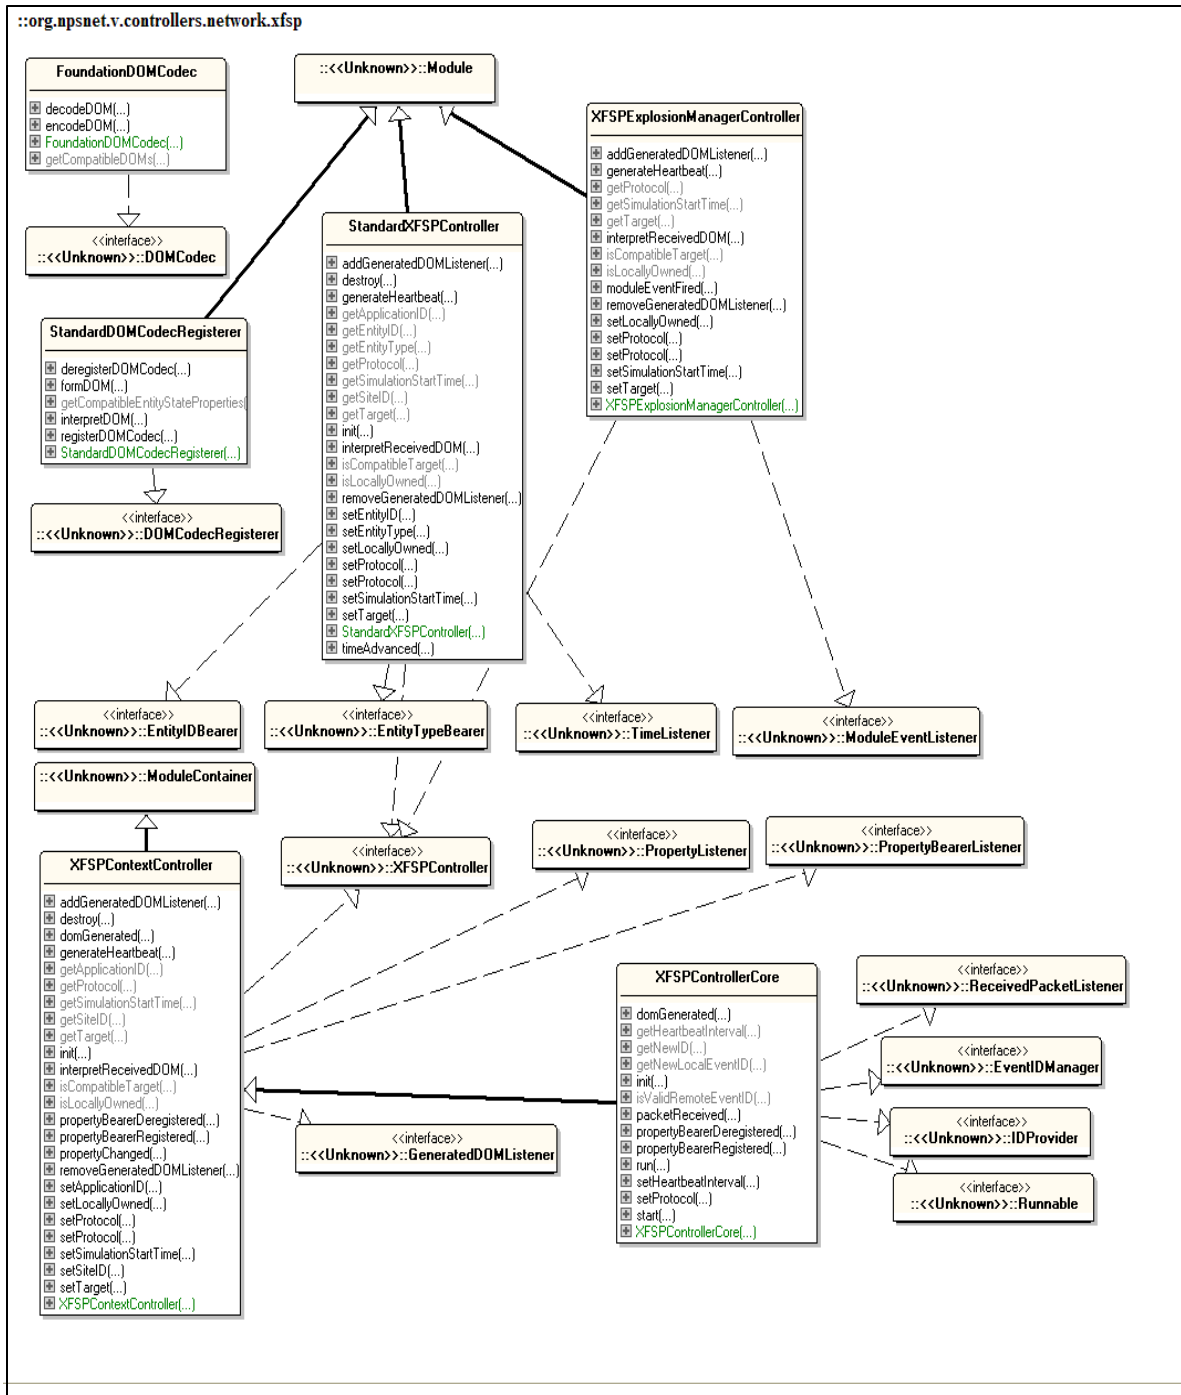 ::org.npsnet.v.controllers.network.xfsp
FoundationDOMCodec
decodeDOM(...)
encodeDOM(...)
FoundationDOMCodec(...)
getCompatibleDOMs(...)
::<<Unknown>>::Module
XFSPExplosionManagerController
addGeneratedDOMListener(...)
generateHeartbeat(...)
getProtocol(...)
getSimulationStartTime(...)
getTarget(...)
interpretReceivedDOM(...)
isCompatibleTarget(...)
isLocallyOwned(...)
moduleEventFired(...)
removeGeneratedDOMListener(...)
setLocallyOwned(...)
setProtocol(...)
setProtocol(...)
setSimulationStartTime(...)
setTarget(...)
XFSPExplosionManagerController(...)
<<interface>>
::<<Unknown>>::DOMCodec
StandardXFSPController
addGeneratedDOMListener(...)
destroy(...)
generateHeartbeat(...)
getApplicationID(...)
getEntityID(...)
getEntityType(...)
getProtocol(...)
getSimulationStartTime(...)
getSiteID(...)
getTarget(...)
init(...)
interpretReceivedDOM(...)
isCompatibleTarget(...)
isLocallyOwned(...)
removeGeneratedDOMListener(...)
setEntityID(...)
setEntityType(...)
setLocallyOwned(...)
setProtocol(...)
setProtocol(...)
setSimulationStartTime(...)
setTarget(...)
StandardXFSPController(...)
timeAdvanced(...)
StandardDOMCodecRegisterer
deregisterDOMCodec(...)
formDOM(...)
getCompatibleEntityStateProperties(
interpretDOM(...)
registerDOMCodec(...)
StandardDOMCodecRegisterer(...)
<<interface>>
::<<Unknown>>::DOMCodecRegisterer
<<interface>>
::<<Unknown>>::EntityIDBearer
<<interface>>
::<<Unknown>>::EntityTypeBearer
<<interface>>
::<<Unknown>>::TimeListener
<<interface>>
::<<Unknown>>::ModuleEventListener
::<<Unknown>>::ModuleContainer
<<interface>>
::<<Unknown>>::XFSPController
<<interface>>
::<<Unknown>>::PropertyListener
<<interface>>
::<<Unknown>>::PropertyBearerListener
XFSPContextController
addGeneratedDOMListener(...)
destroy(...)
domGenerated(...)
generateHeartbeat(...)
getApplicationID(...)
getProtocol(...)
getSimulationStartTime(...)
getSiteID(...)
getTarget(...)
init(...)
interpretReceivedDOM(...)
isCompatibleTarget(...)
isLocallyOwned(...)
propertyBearerDeregistered(...)
propertyBearerRegistered(...)
propertyChanged(...)
removeGeneratedDOMListener(...)
setApplicationID(...)
setLocallyOwned(...)
setProtocol(...)
setProtocol(...)
setSimulationStartTime(...)
setSiteID(...)
setTarget(...)
XFSPContextController(...)
<<interface>>
::<<Unknown>>::GeneratedDOMListener
XFSPControllerCore
domGenerated(...)
getHeartbeatInterval(...)
getNewID(...)
getNewLocalEventID(...)
init(...)
isValidRemoteEventID(...)
packetReceived(...)
propertyBearerDeregistered(...)
propertyBearerRegistered(...)
run(...)
setHeartbeatInterval(...)
setProtocol(...)
start(...)
XFSPControllerCore(...)
<<interface>>
::<<Unknown>>::ReceivedPacketListener
<<interface>>
::<<Unknown>>::EventIDManager
<<interface>>
::<<Unknown>>::IDProvider
<<interface>>
::<<Unknown>>::Runnable